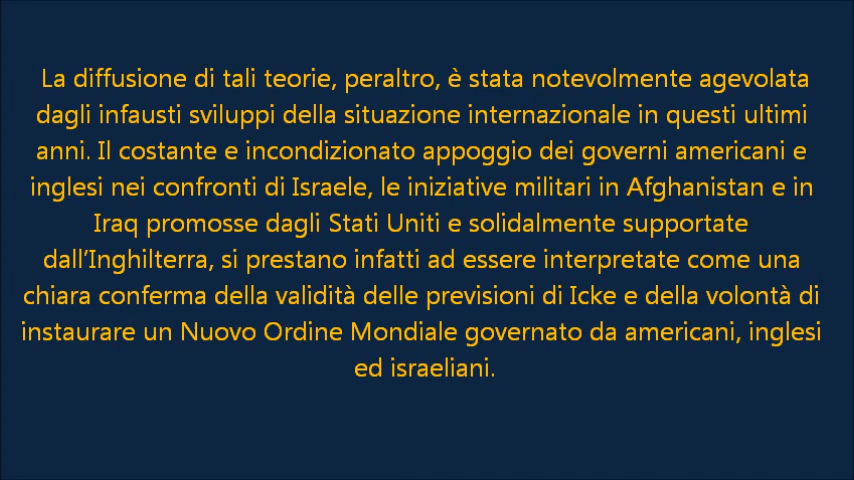 La diffusione di tali teorie, peraltro, è stata notevolmente agevolata
dagli infausti sviluppi della situazione internazionale in questi ultimi
anni. Il costante e incondizionato appoggio dei governi americani e
inglesi nei confronti di Israele, le iniziative militari in Afghanistan e in
Iraq promosse dagli Stati Uniti e solidalmente supportate
dall’Inghilterra, si prestano infatti ad essere interpretate come una
chiara conferma della validità delle previsioni di Icke e della volontà di
instaurare un Nuovo Ordine Mondiale governato da americani, inglesi
ed israeliani.